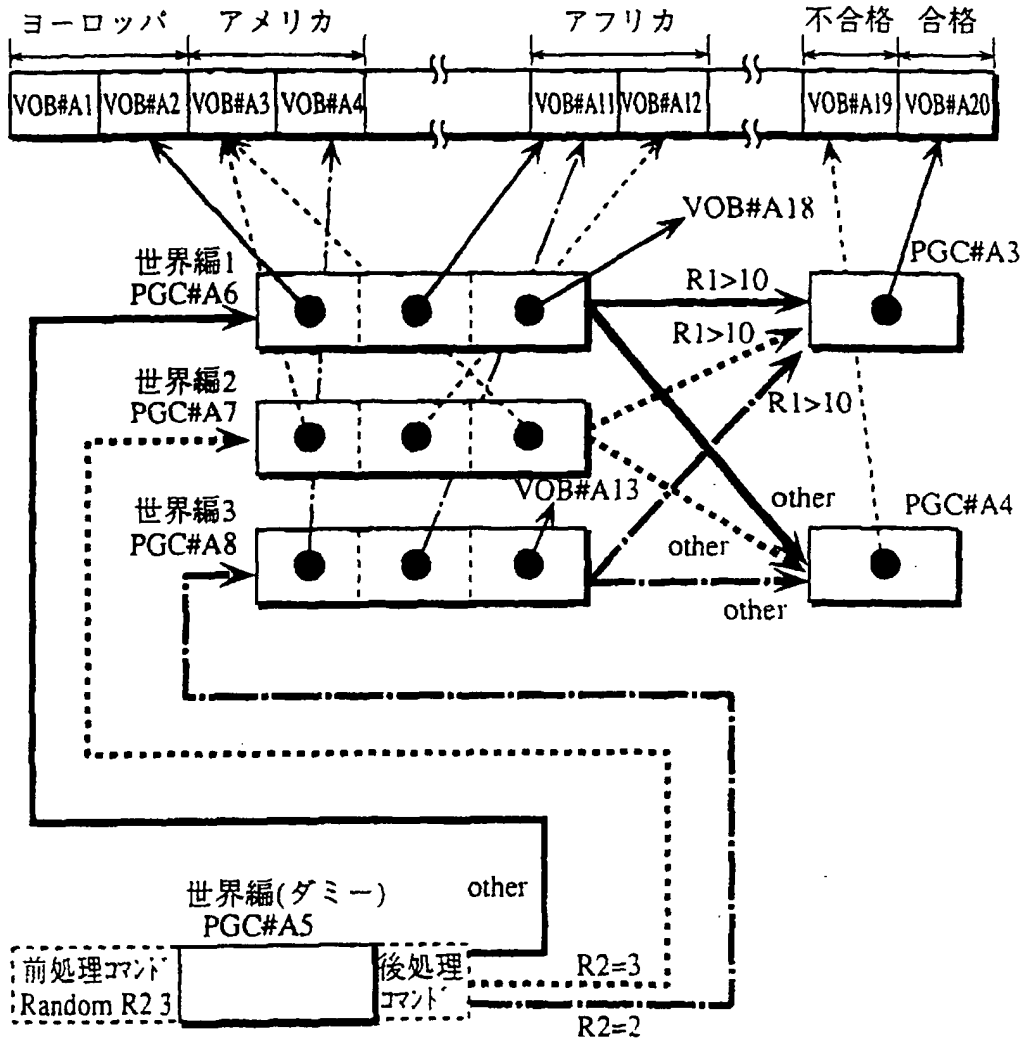 ヨーロッパ アメリカ アフリカ 不合格 合格
VOB#A1 VOB#A2 VOB#A3 VOB#A4 VOB#A11 VOB#A12 VOB#A19 VOB#A20
VOB#A18
世界編1
PGC#A6
R1>10
PGC#A3
R1>10
世界編2
PGC#A7
R1>10
VOB#A13
世界編3
PGC#A8
other
PGC#A4
other
other
世界編(ダミー)
PGC#A5
other
前処理コマンド
Random R2 3
後処理
コマンド
R2=3
R2=2